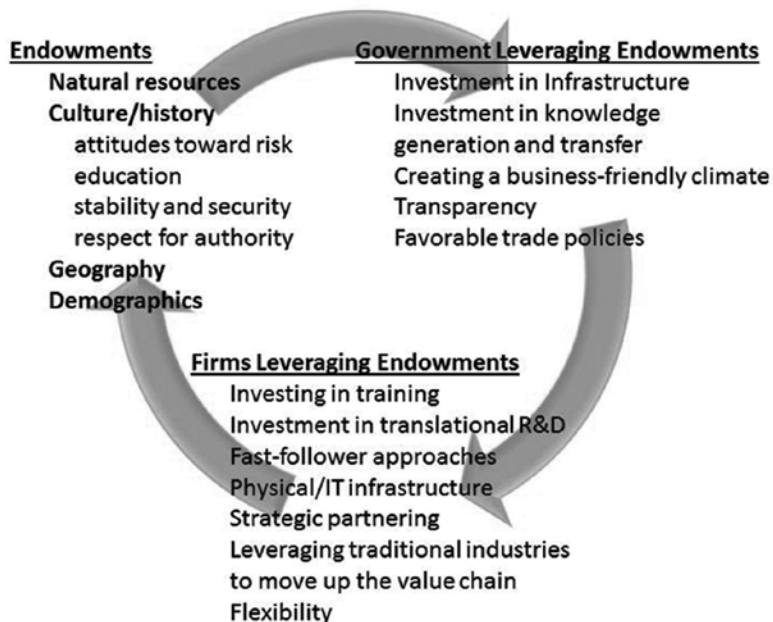 Endowments
Natural resources
Culture/history
attitudes toward risk
education
stability and security
respect for authority
Geography
Demographics
Government Leveraging Endowments
Investment in Infrastructure
Investment in knowledge
generation and transfer
Creating a business-friendly climate
Transparency
Favorable trade policies
Firms Leveraging Endowments
Investing in training
Investment in translational R&D
Fast-follower approaches
Physical/IT infrastructure
Strategic partnering
Leveraging traditional industries
to move up the value chain
Flexibility